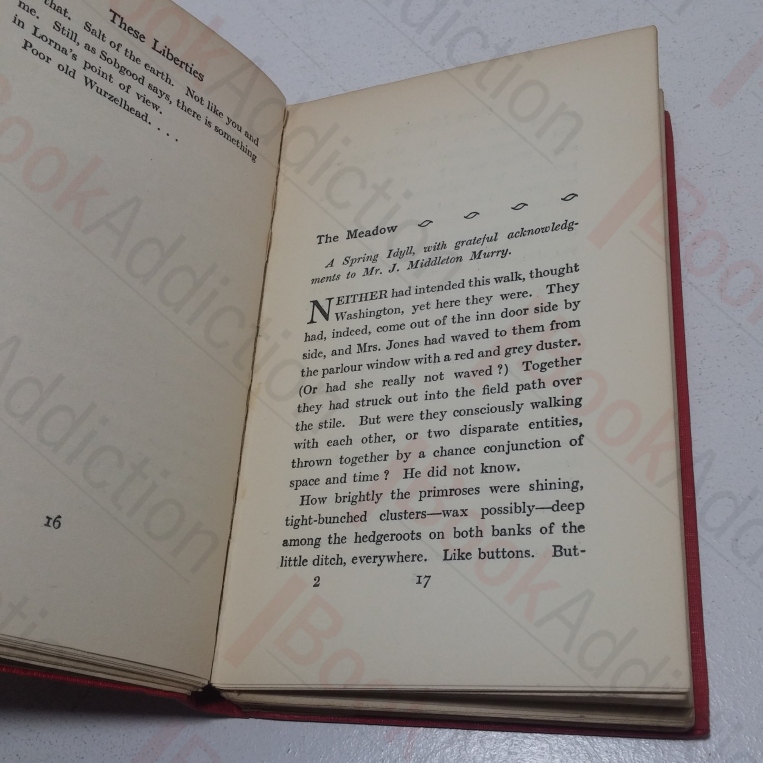 These Liberties
that. Salt of the earth. Not like you and
me. Still, as Sobgood says, there is something
in Lorna's point of view.
Poor old Wurzelhead. . . .
16
The Meadow
A Spring Idyll, with grateful acknowledg-
ments to Mr. J. Middleton Murry.
NEITHER had intended this walk, thought
Washington, yet here they were. They
had, indeed, come out of the inn door side by
side, and Mrs. Jones had waved to them from
the parlour window with a red and grey duster.
(Or had she really not waved ?) Together
they had struck out into the field path over
the stile. But were they consciously walking
with each other, or two disparate entities,
thrown together by a chance conjunction of
space and time ? He did not know.
How brightly the primroses were shining,
tight-bunched clusters—wax possibly—deep
among the hedgeroots on both banks of the
little ditch, everywhere. Like buttons. But-
2 17
BookAddiction